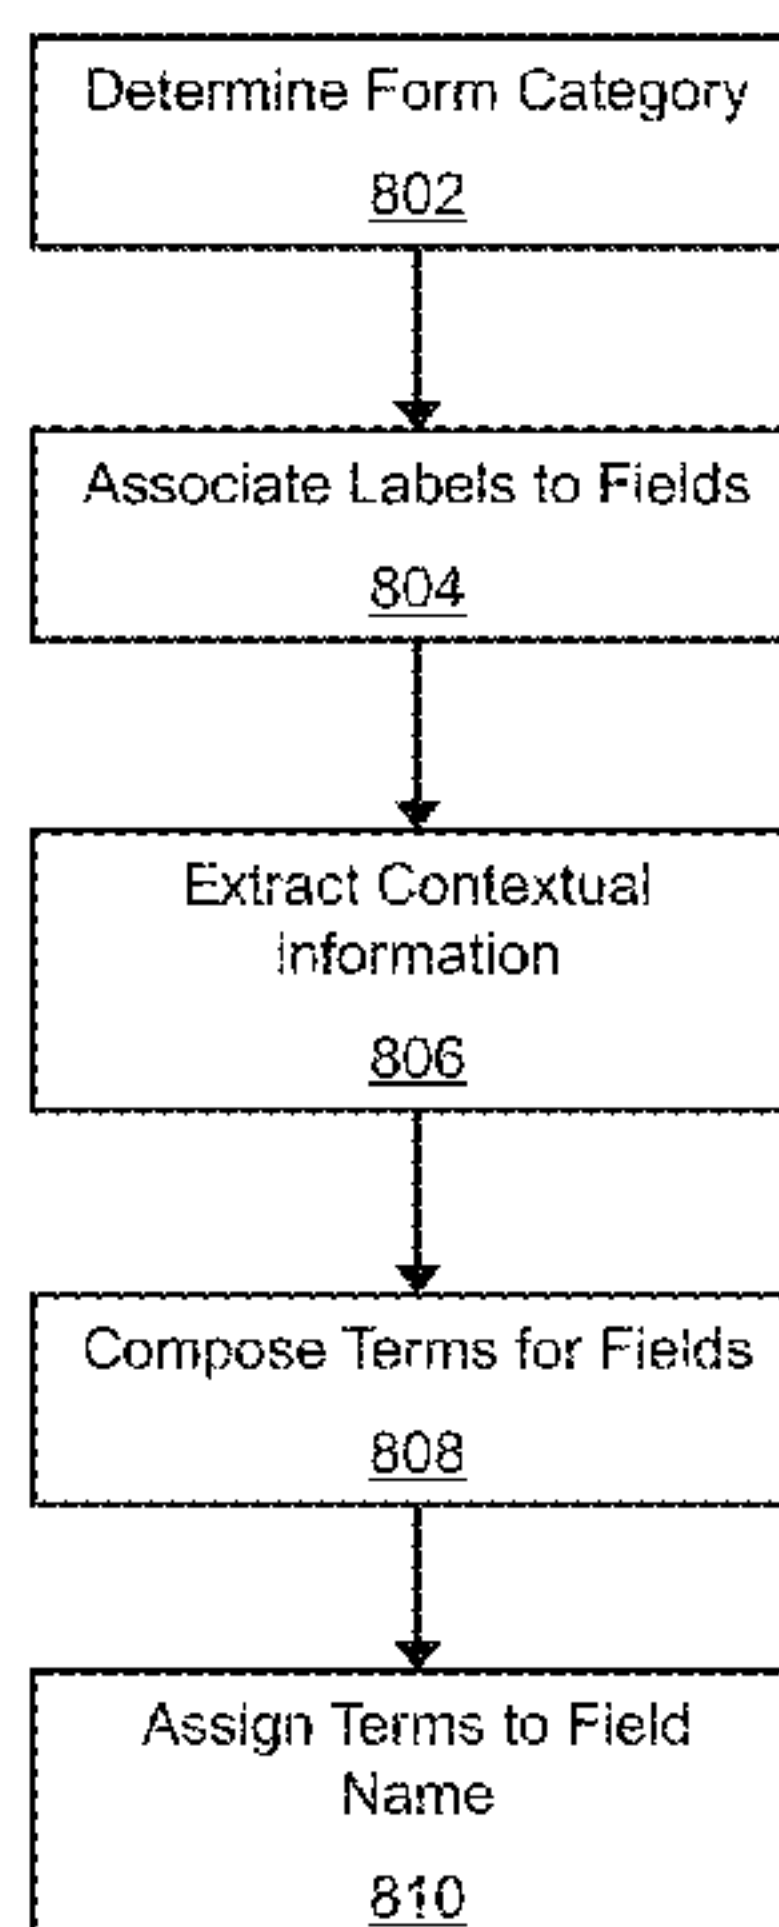 Determine Form Category
802
Associate Labels to Fields
804
Extract Contextual
Information
806
Compose Terms for Fields
808
Assign Terms to Field
Name
810